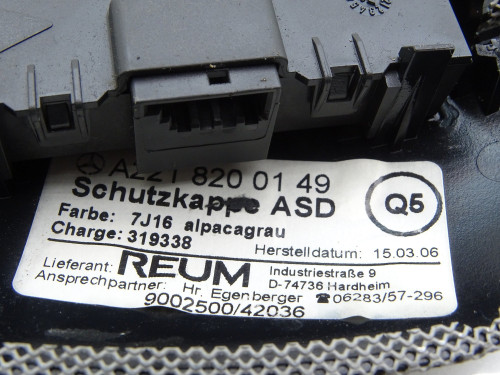 A221 820 01 49
Schutzkappe ASD
Q5
Farbe: 7J16 alpacagrau
Charge: 319338
Herstelldatum: 15.03.06
Lieferant: REUM
Industriestraße 9
D-74736 Hardheim
Ansprechpartner: Hr. Egenberger ☎06283/57-296
9002500/42036